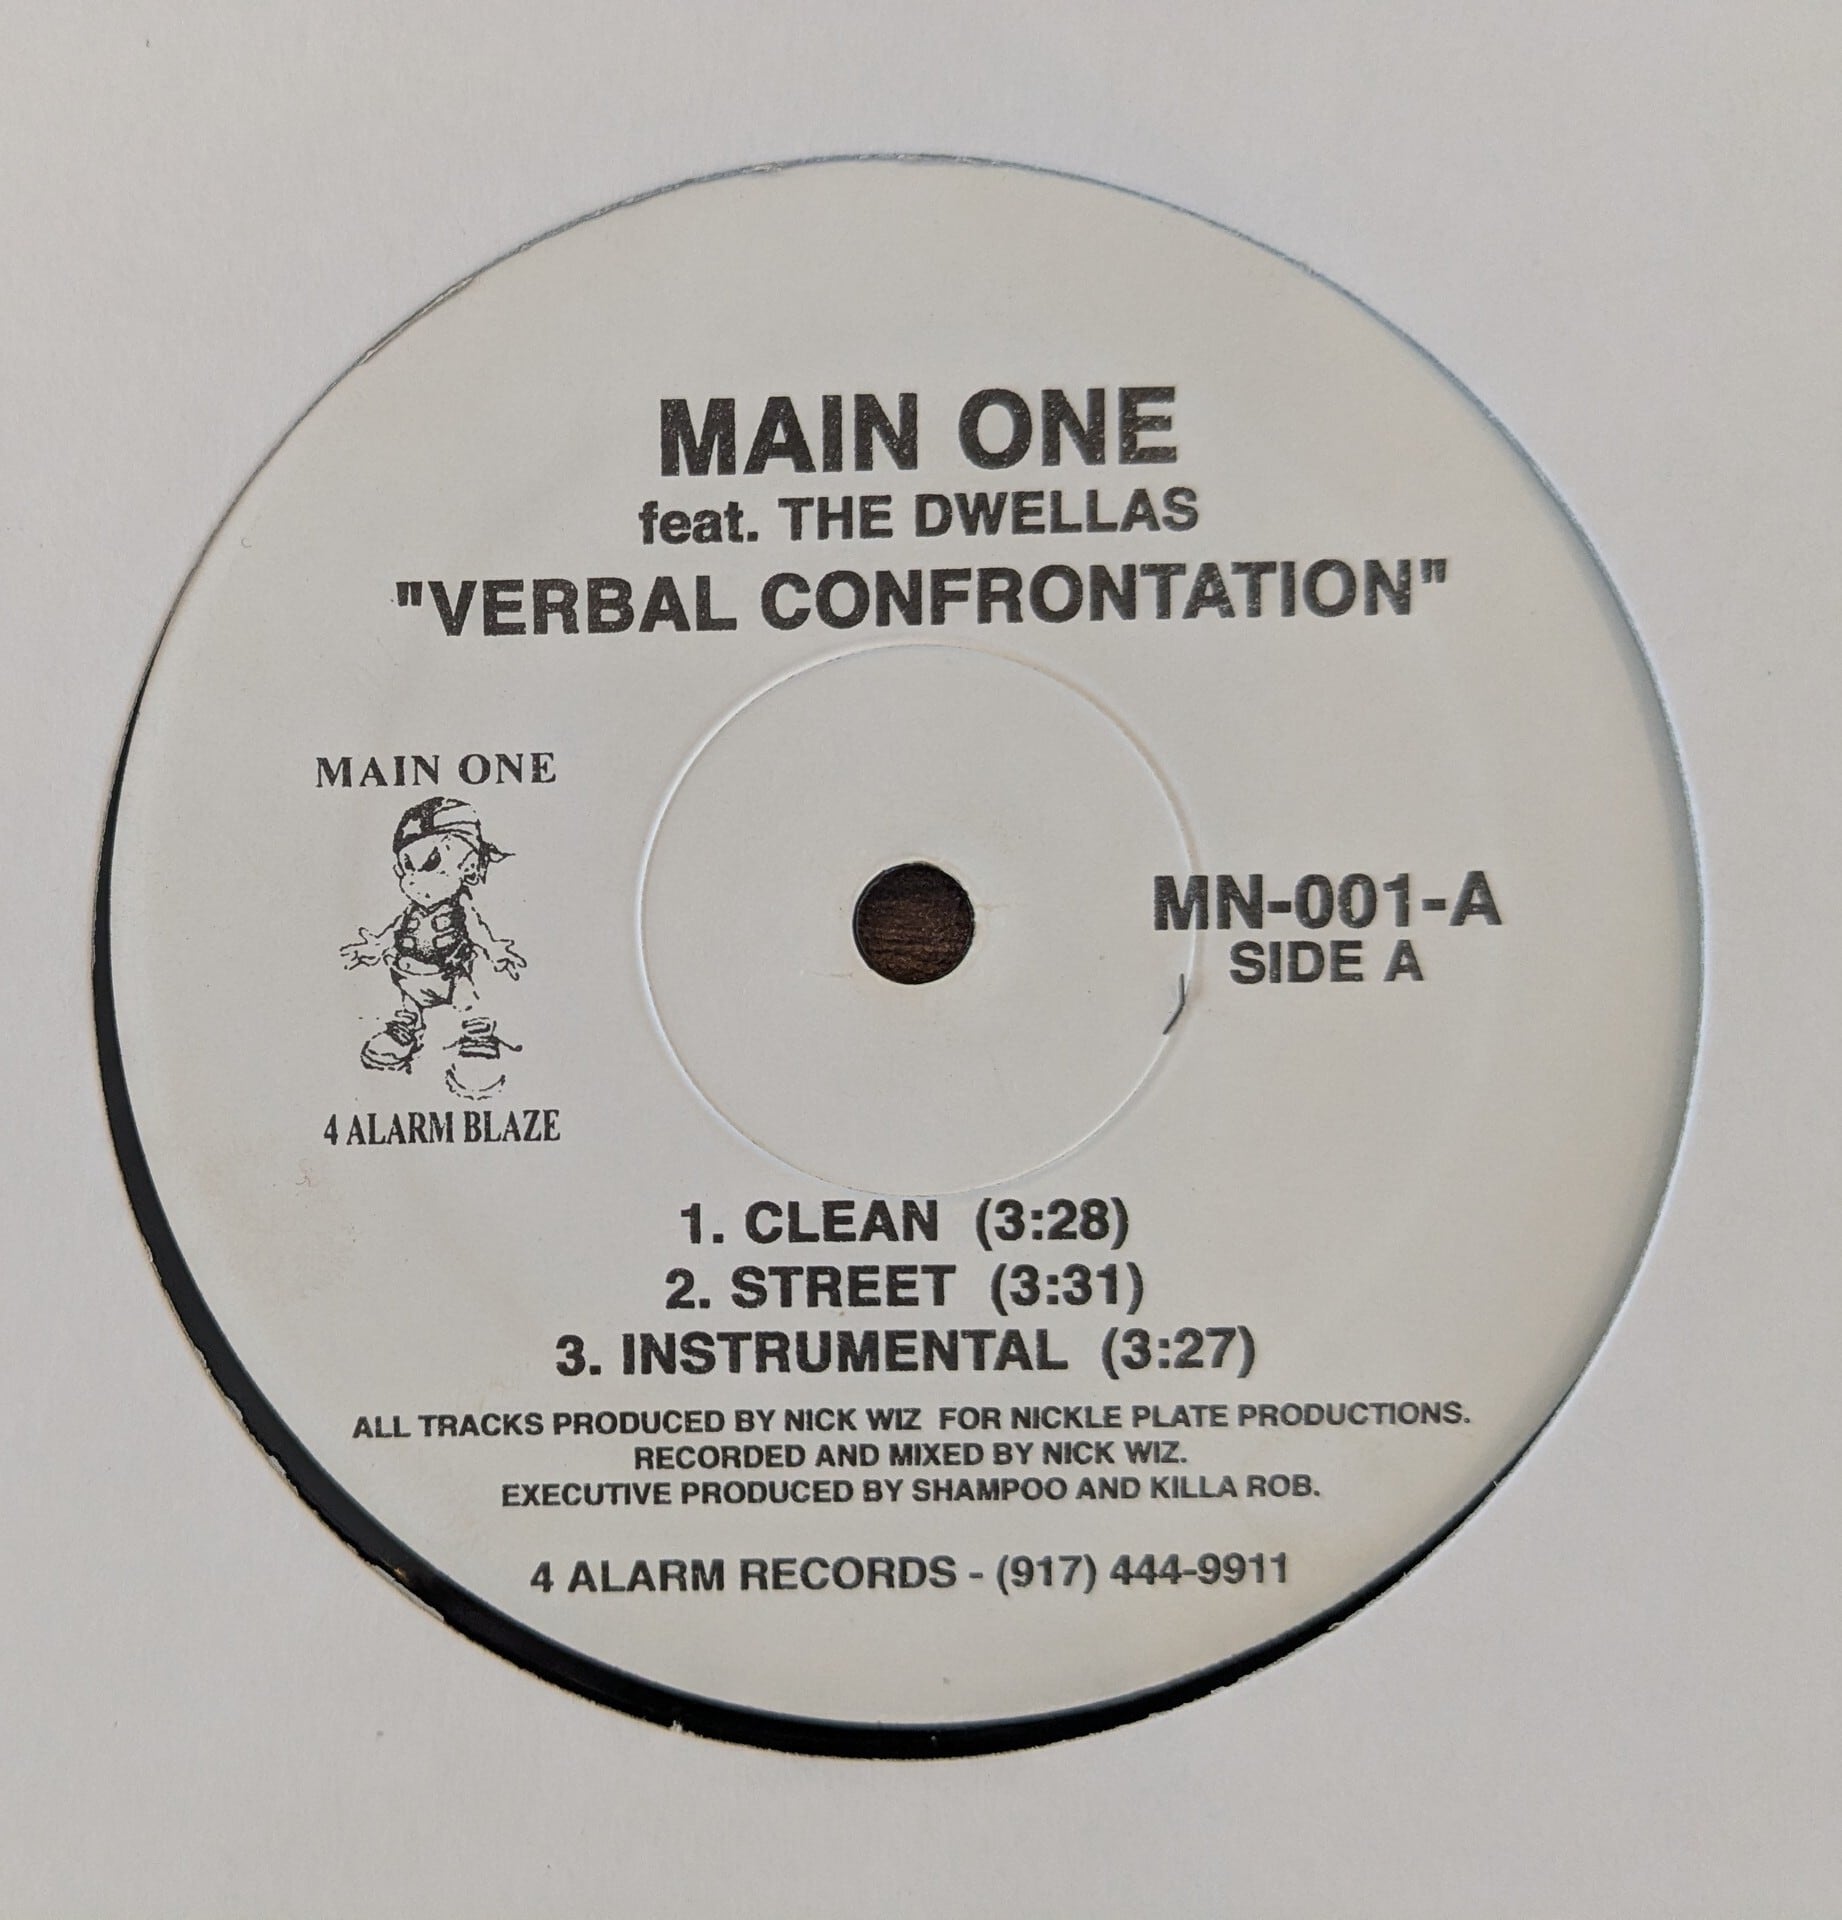 MAIN ONE
feat. THE DWELLAS
"VERBAL CONFRONTATION"
MAIN ONE
4 ALARM BLAZE
MN-001-A
SIDE A
1. CLEAN (3:28)
2. STREET (3:31)
3. INSTRUMENTAL (3:27)
ALL TRACKS PRODUCED BY NICK WIZ FOR NICKLE PLATE PRODUCTIONS.
RECORDED AND MIXED BY NICK WIZ.
EXECUTIVE PRODUCED BY SHAMPOO AND KILLA ROB.
4 ALARM RECORDS - (917) 444-9911